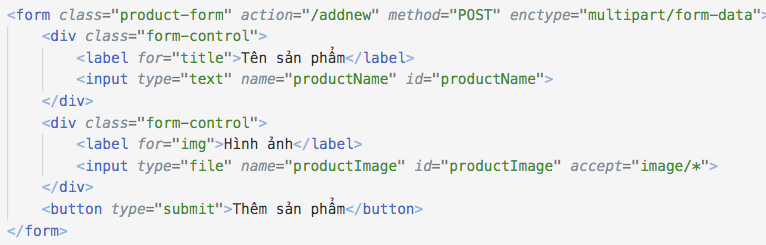 <form class="product-form" action="/addnew" method="POST" enctype="multipart/form-data">
    <div class="form-control">
        <label for="title">Tên sản phẩm</label>
        <input type="text" name="productName" id="productName">
    </div>
    <div class="form-control">
        <label for="img">Hình ảnh</label>
        <input type="file" name="productImage" id="productImage" accept="image/*">
    </div>
    <button type="submit">Thêm sản phẩm</button>
</form>